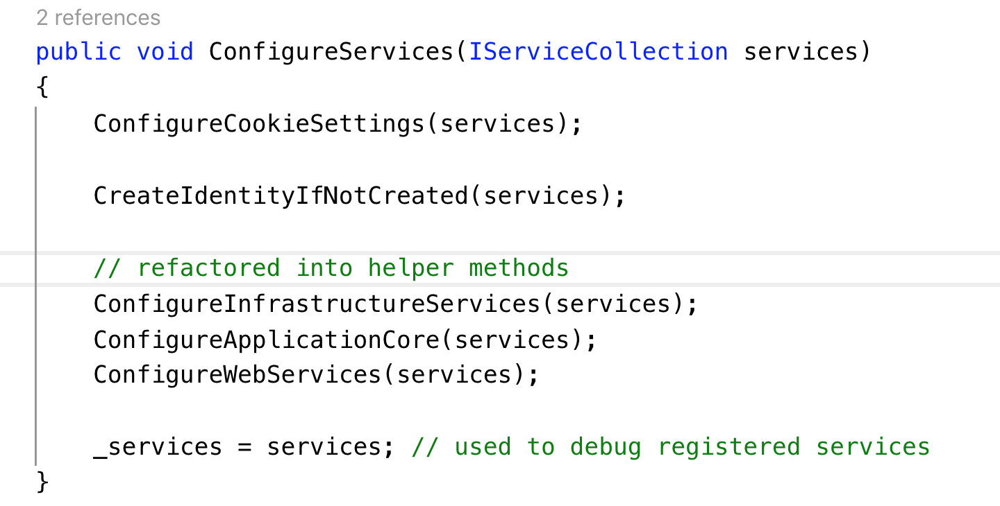 2 references
public void ConfigureServices(IServiceCollection services)
{
    ConfigureCookieSettings(services);

    CreateIdentityIfNotCreated(services);

    // refactored into helper methods
    ConfigureInfrastructureServices(services);
    ConfigureApplicationCore(services);
    ConfigureWebServices(services);

    _services = services; // used to debug registered services
}